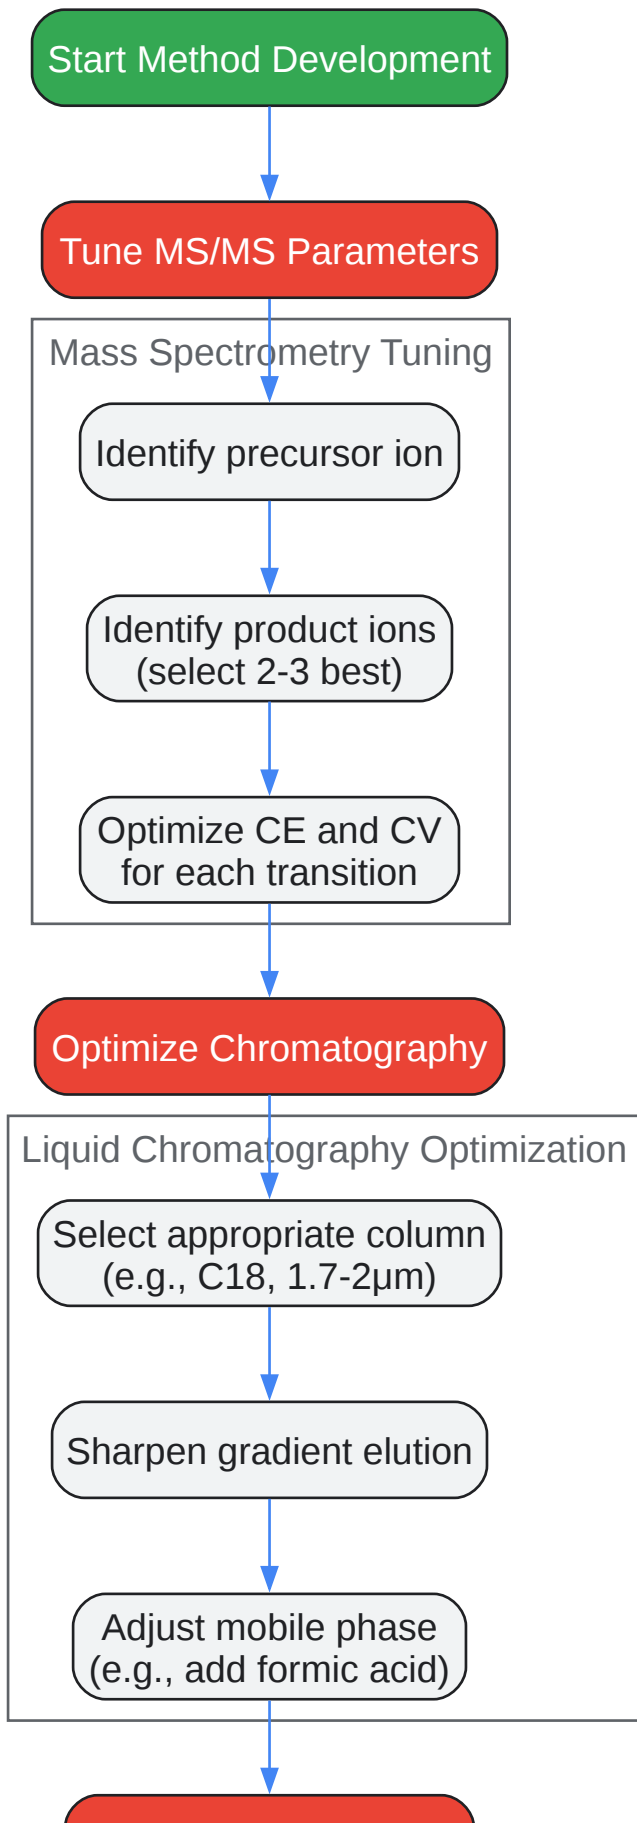 Start Method Development
Tune MS/MS Parameters
Mass Spectrometry Tuning
Identify precursor ion
Identify product ions
(select 2-3 best)
Optimize CE and CV
for each transition
Optimize Chromatography
Liquid Chromatography Optimization
Select appropriate column
(e.g., C18, 1.7-2μm)
Sharpen gradient elution
Adjust mobile phase
(e.g., add formic acid)